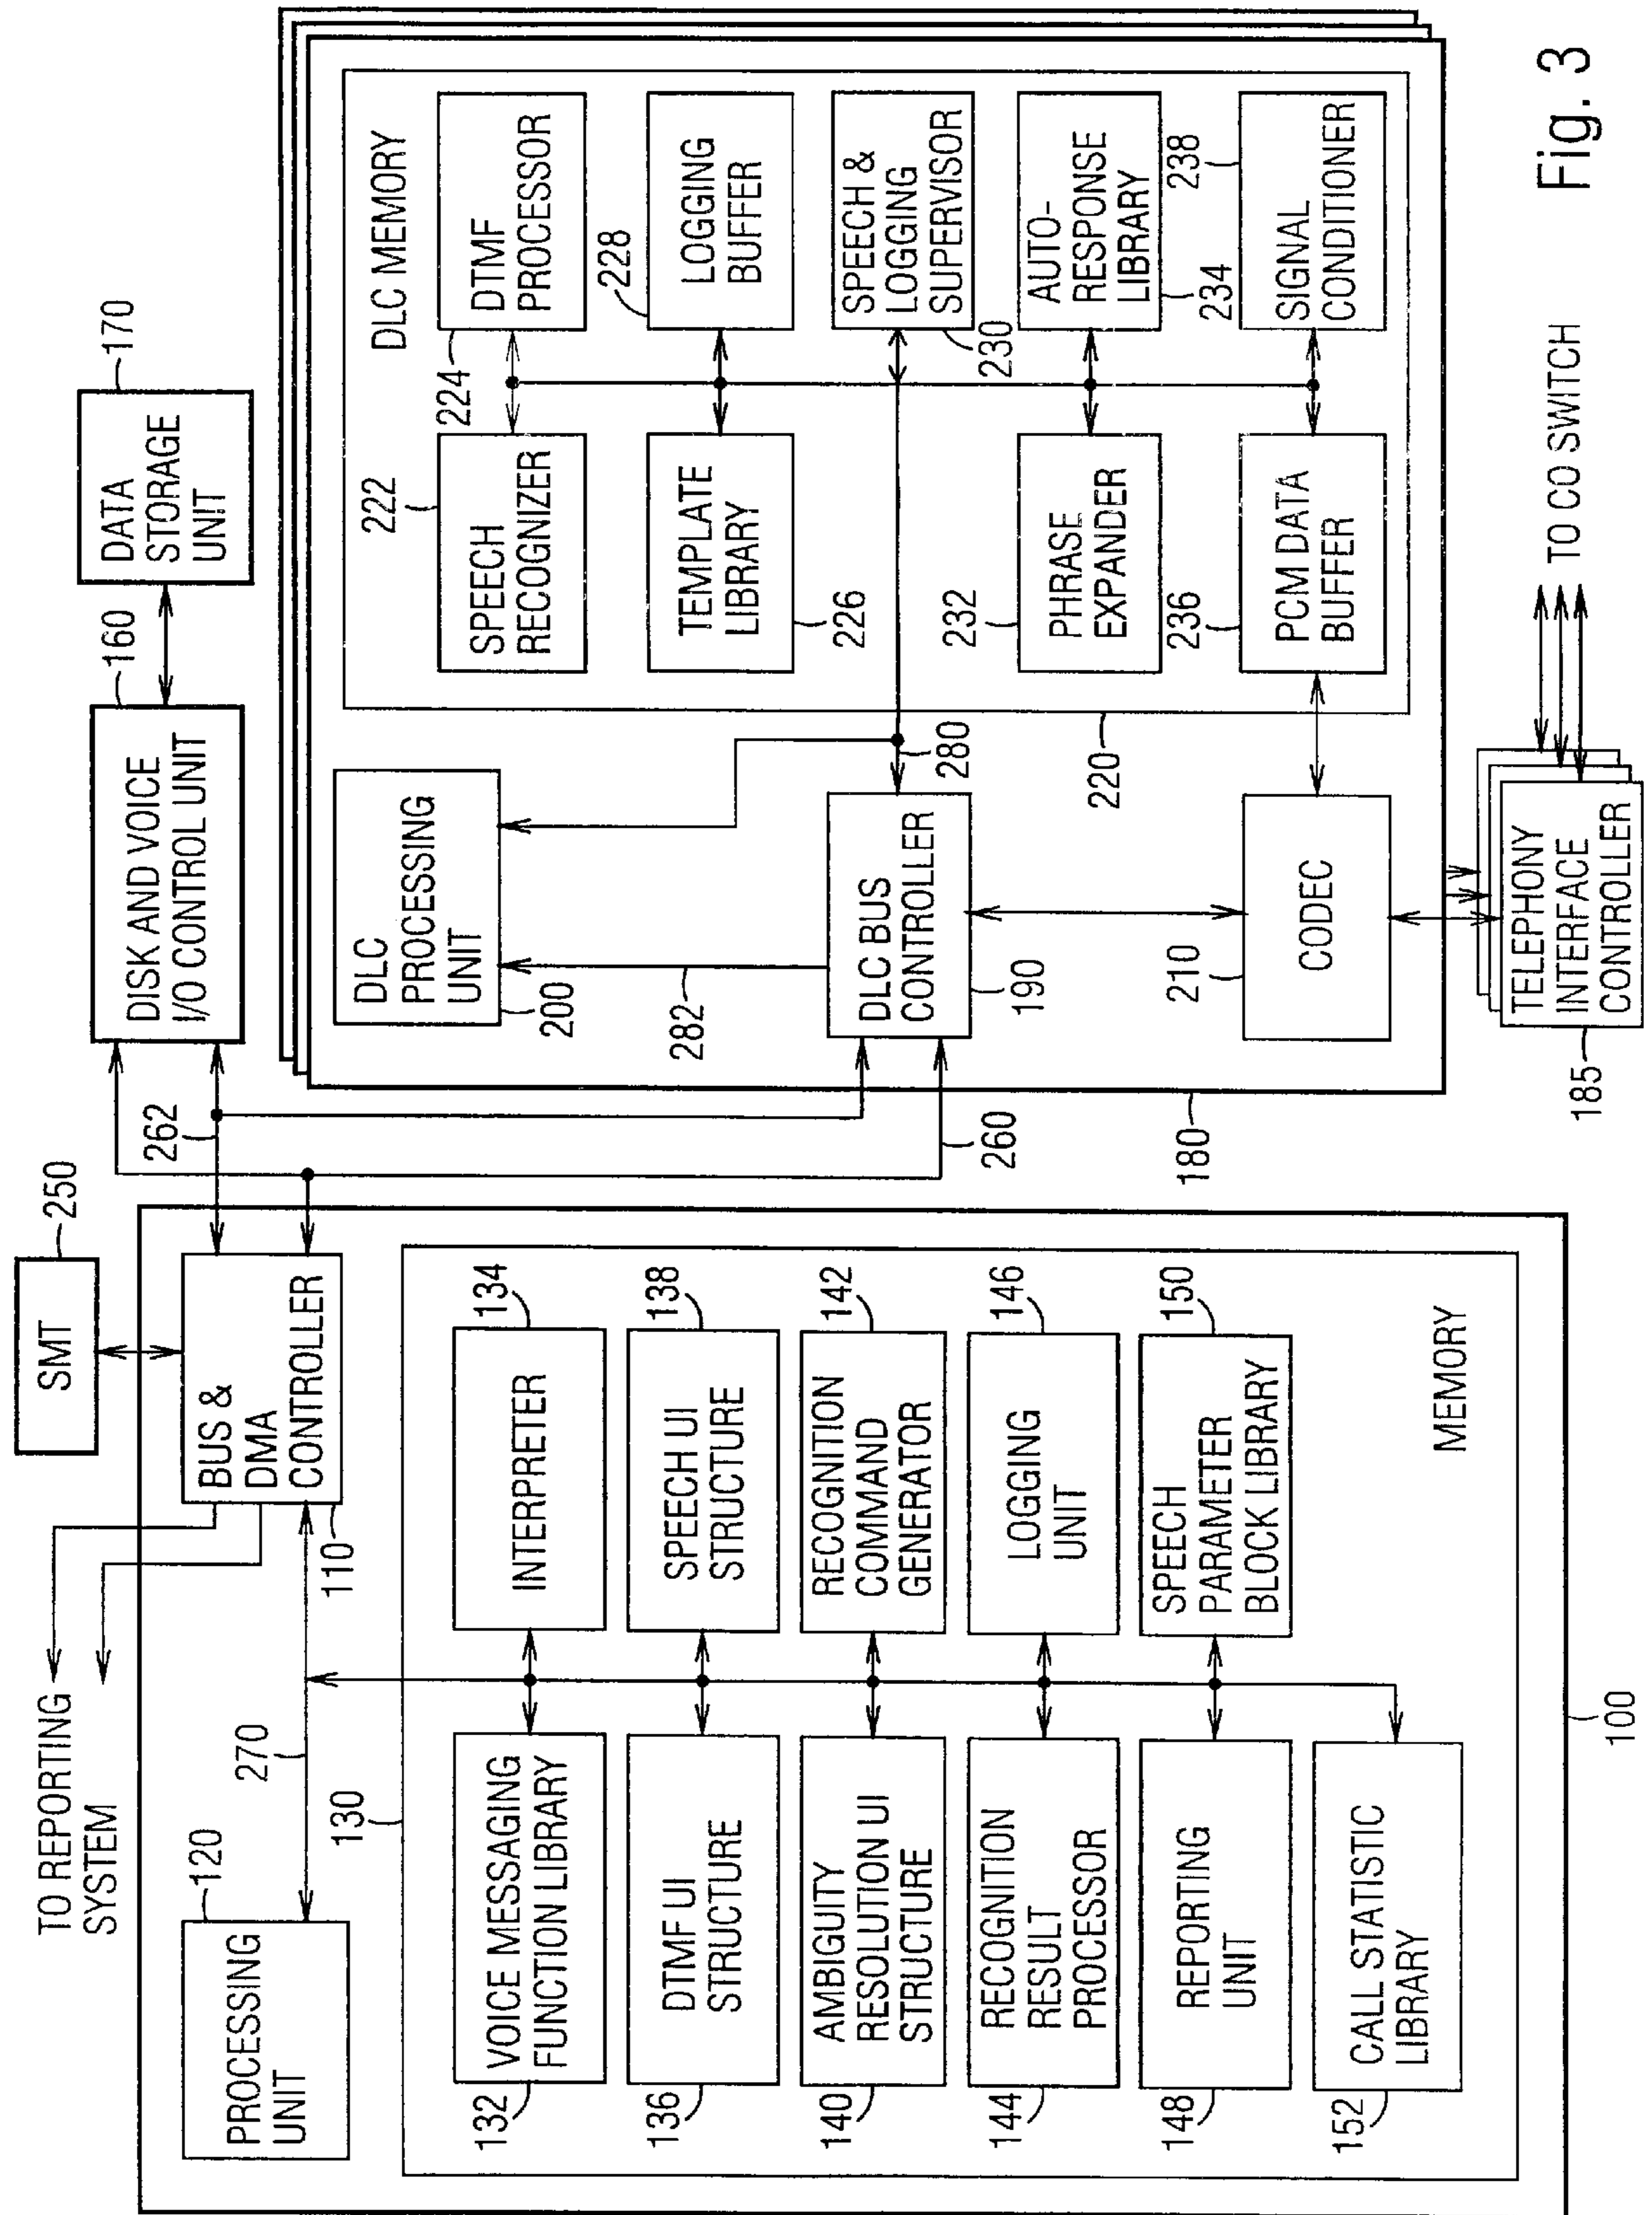 TO REPORTING
SYSTEM
SMT
250
262
DISK AND VOICE
I/O CONTROL UNIT
160
DATA
STORAGE
UNIT
170
PROCESSING
UNIT
120
270
BUS &
DMA
CONTROLLER
110
130
VOICE MESSAGING
FUNCTION LIBRARY
132
INTERPRETER
134
DTMF UI
STRUCTURE
136
SPEECH UI
STRUCTURE
138
AMBIGUITY
RESOLUTION UI
STRUCTURE
140
RECOGNITION
COMMAND
GENERATOR
142
RECOGNITION
RESULT
PROCESSOR
144
LOGGING
UNIT
146
REPORTING
UNIT
148
SPEECH
PARAMETER
BLOCK LIBRARY
150
CALL STATISTIC
LIBRARY
152
MEMORY
100
260
180
DLC
PROCESSING
UNIT
200
282
DLC BUS
CONTROLLER
190
280
CODEC
210
220
DLC MEMORY
SPEECH
RECOGNIZER
222
DTMF
PROCESSOR
224
TEMPLATE
LIBRARY
226
LOGGING
BUFFER
228
SPEECH &
LOGGING
SUPERVISOR
230
PHRASE
EXPANDER
232
AUTO-
RESPONSE
LIBRARY
234
PCM DATA
BUFFER
236
SIGNAL
CONDITIONER
238
TELEPHONY
INTERFACE
CONTROLLER
185
TO CO SWITCH
Fig. 3